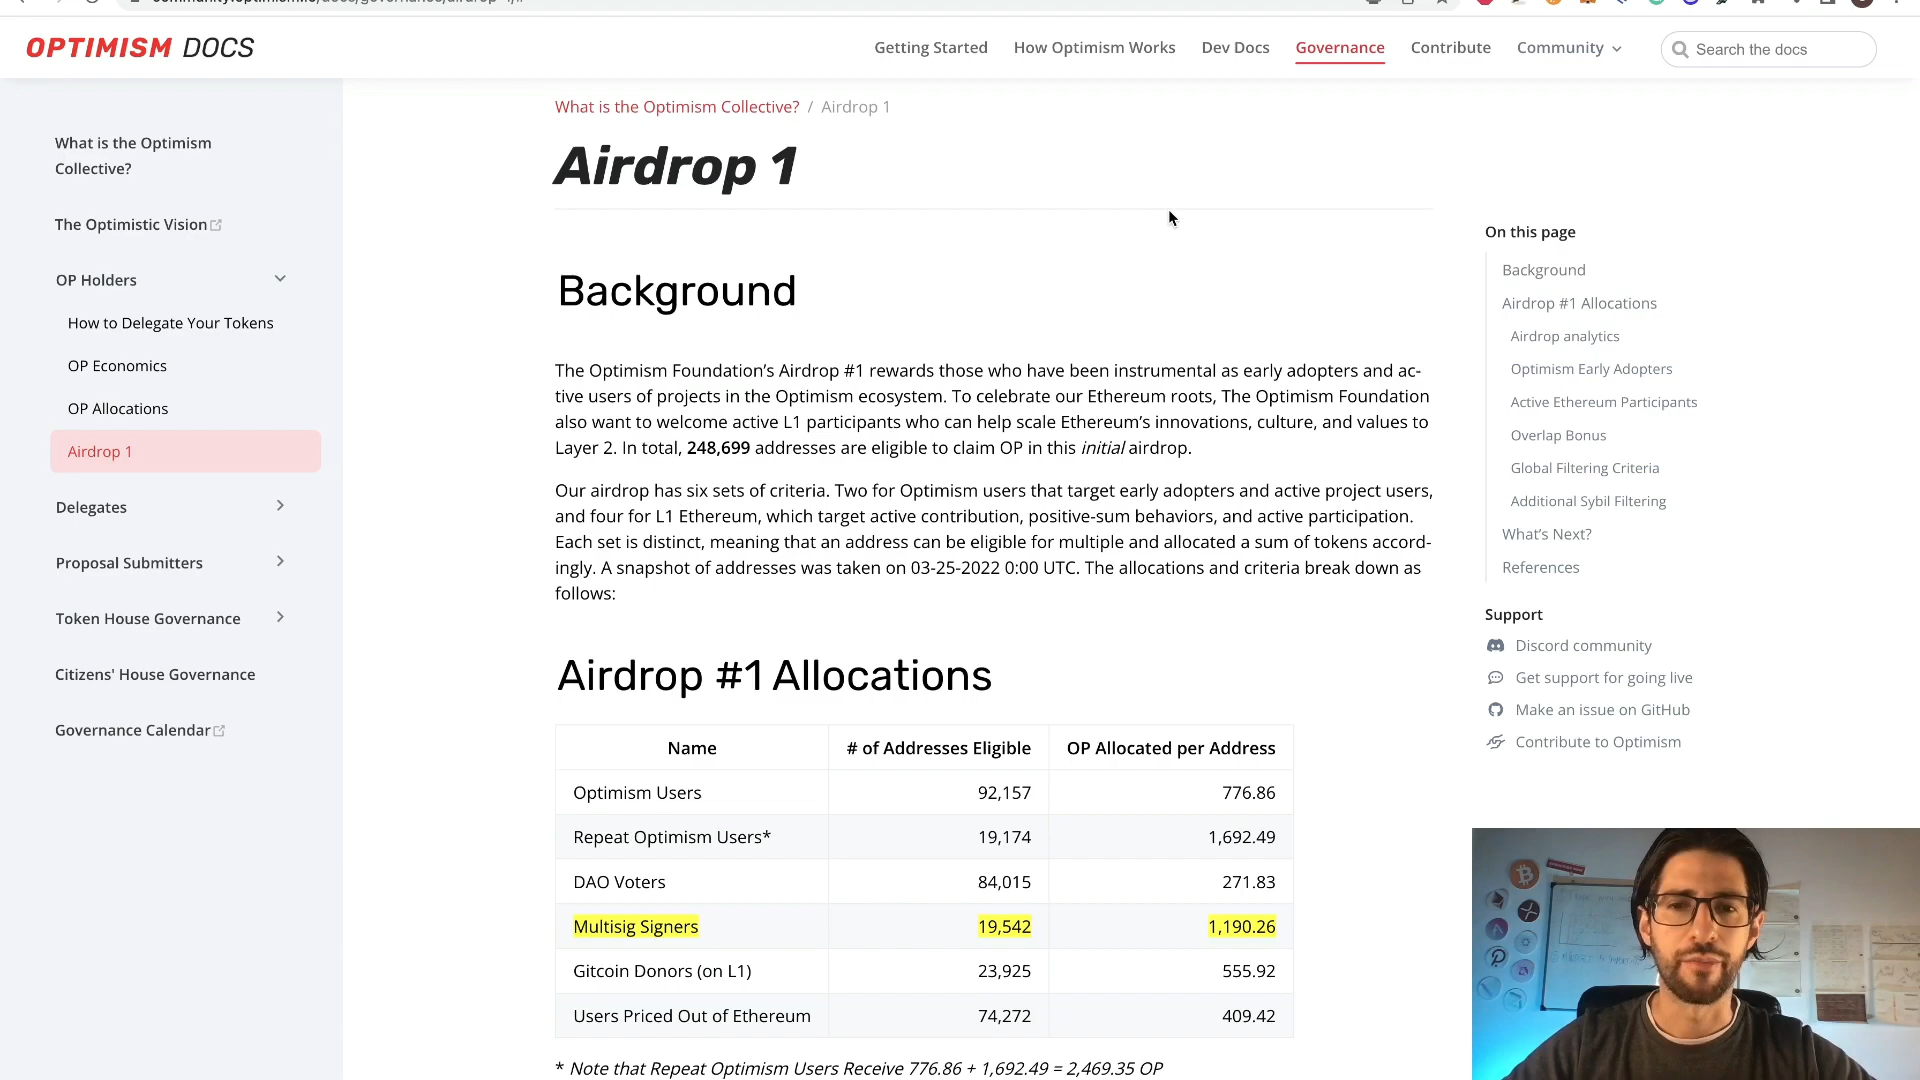 OPTIMISM DOCS
Getting Started
How Optimism Works
Dev Docs
Governance
Contribute
Community
Search the docs
What is the Optimism
Collective?
The Optimistic Vision
OP Holders
How to Delegate Your Tokens
OP Economics
OP Allocations
Airdrop 1
Delegates
Proposal Submitters
Token House Governance
Citizens' House Governance
Governance Calendar
What is the Optimism Collective? / Airdrop 1
Airdrop 1
Background
The Optimism Foundation’s Airdrop #1 rewards those who have been instrumental as early adopters and ac-
tive users of projects in the Optimism ecosystem. To celebrate our Ethereum roots, The Optimism Foundation
also want to welcome active L1 participants who can help scale Ethereum’s innovations, culture, and values to
Layer 2. In total, 248,699 addresses are eligible to claim OP in this initial airdrop.
Our airdrop has six sets of criteria. Two for Optimism users that target early adopters and active project users,
and four for L1 Ethereum, which target active contribution, positive-sum behaviors, and active participation.
Each set is distinct, meaning that an address can be eligible for multiple and allocated a sum of tokens accord-
ingly. A snapshot of addresses was taken on 03-25-2022 0:00 UTC. The allocations and criteria break down as
follows:
Airdrop #1 Allocations
Name # of Addresses Eligible OP Allocated per Address
Optimism Users 92,157 776.86
Repeat Optimism Users* 19,174 1,692.49
DAO Voters 84,015 271.83
Multisig Signers 19,542 1,190.26
Gitcoin Donors (on L1) 23,925 555.92
Users Priced Out of Ethereum 74,272 409.42
* Note that Repeat Optimism Users Receive 776.86 + 1,692.49 = 2,469.35 OP
On this page
Background
Airdrop #1 Allocations
Airdrop analytics
Optimism Early Adopters
Active Ethereum Participants
Overlap Bonus
Global Filtering Criteria
Additional Sybil Filtering
What’s Next?
References
Support
Discord community
Get support for going live
Make an issue on GitHub
Contribute to Optimism